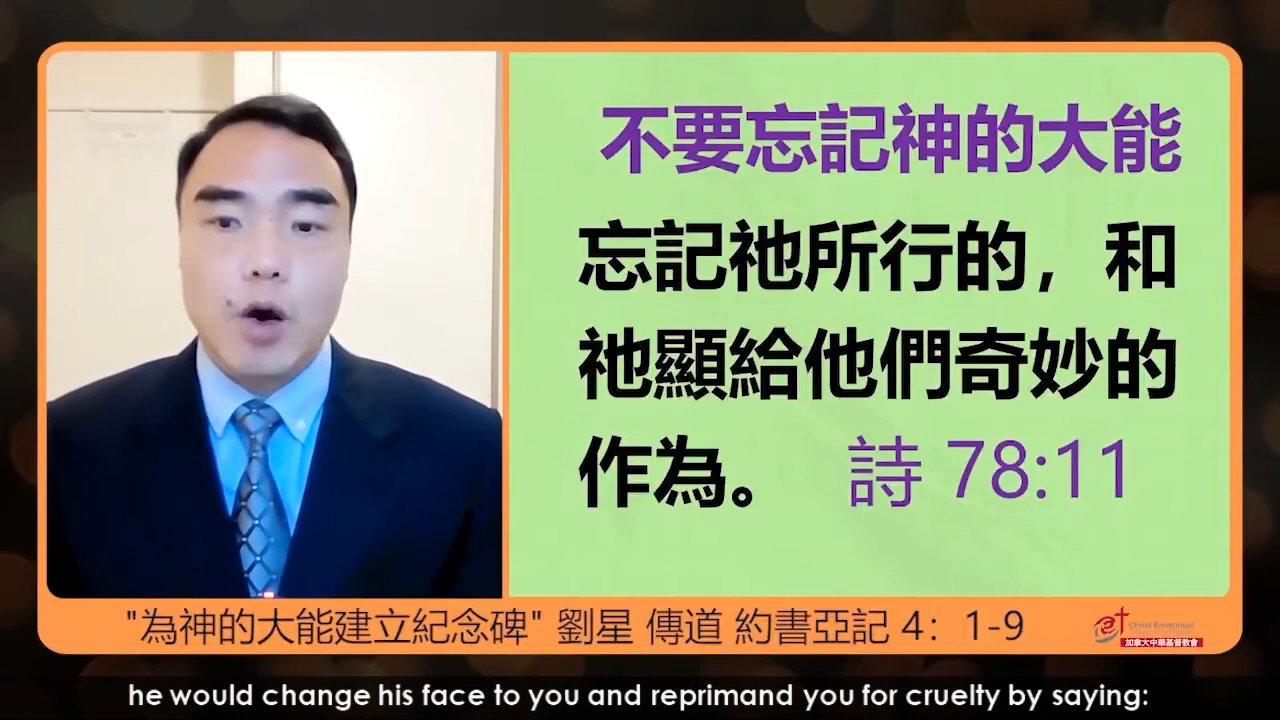 不要忘記神的大能
忘記祂所行的，和
祂顯給他們奇妙的
作為。 詩 78:11
"為神的大能建立紀念碑" 劉星 傳道 約書亞記 4：1-9
Christ Emmanuel
加拿大中華基督教會
he would change his face to you and reprimand you for cruelty by saying: